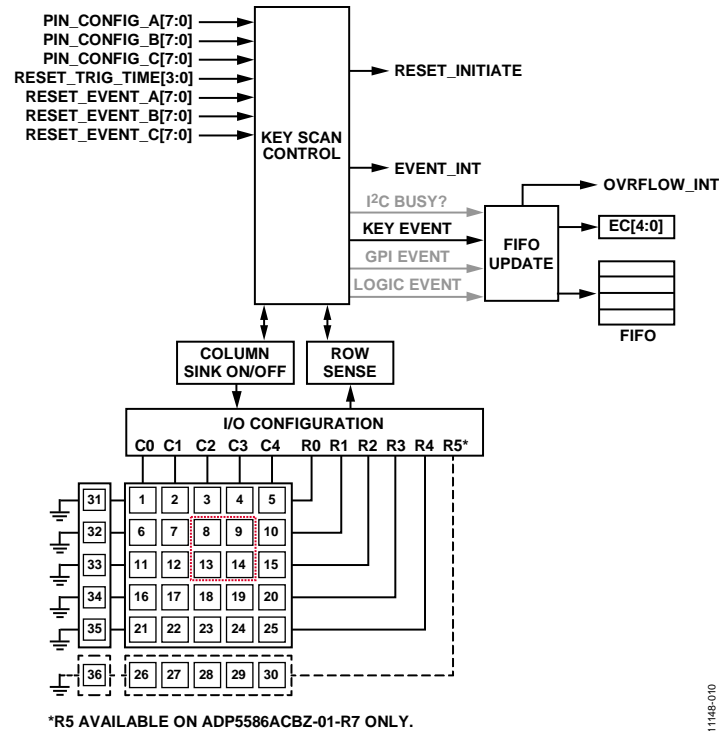 PIN_CONFIG_A[7:0]
PIN_CONFIG_B[7:0]
PIN_CONFIG_C[7:0]
RESET_TRIG_TIME[3:0]
RESET_EVENT_A[7:0]
RESET_EVENT_B[7:0]
RESET_EVENT_C[7:0]
KEY SCAN
CONTROL
RESET_INITIATE
EVENT_INT
I2C BUSY?
KEY EVENT
GPI EVENT
LOGIC EVENT
FIFO
UPDATE
OVRFLOW_INT
EC[4:0]
FIFO
COLUMN
SINK ON/OFF
ROW
SENSE
I/O CONFIGURATION
C0 C1 C2 C3 C4 R0 R1 R2 R3 R4 R5*
31 1 2 3 4 5
32 6 7 8 9 10
33 11 12 13 14 15
34 16 17 18 19 20
35 21 22 23 24 25
36 26 27 28 29 30
*R5 AVAILABLE ON ADP5586ACBZ-01-R7 ONLY.
11148-010